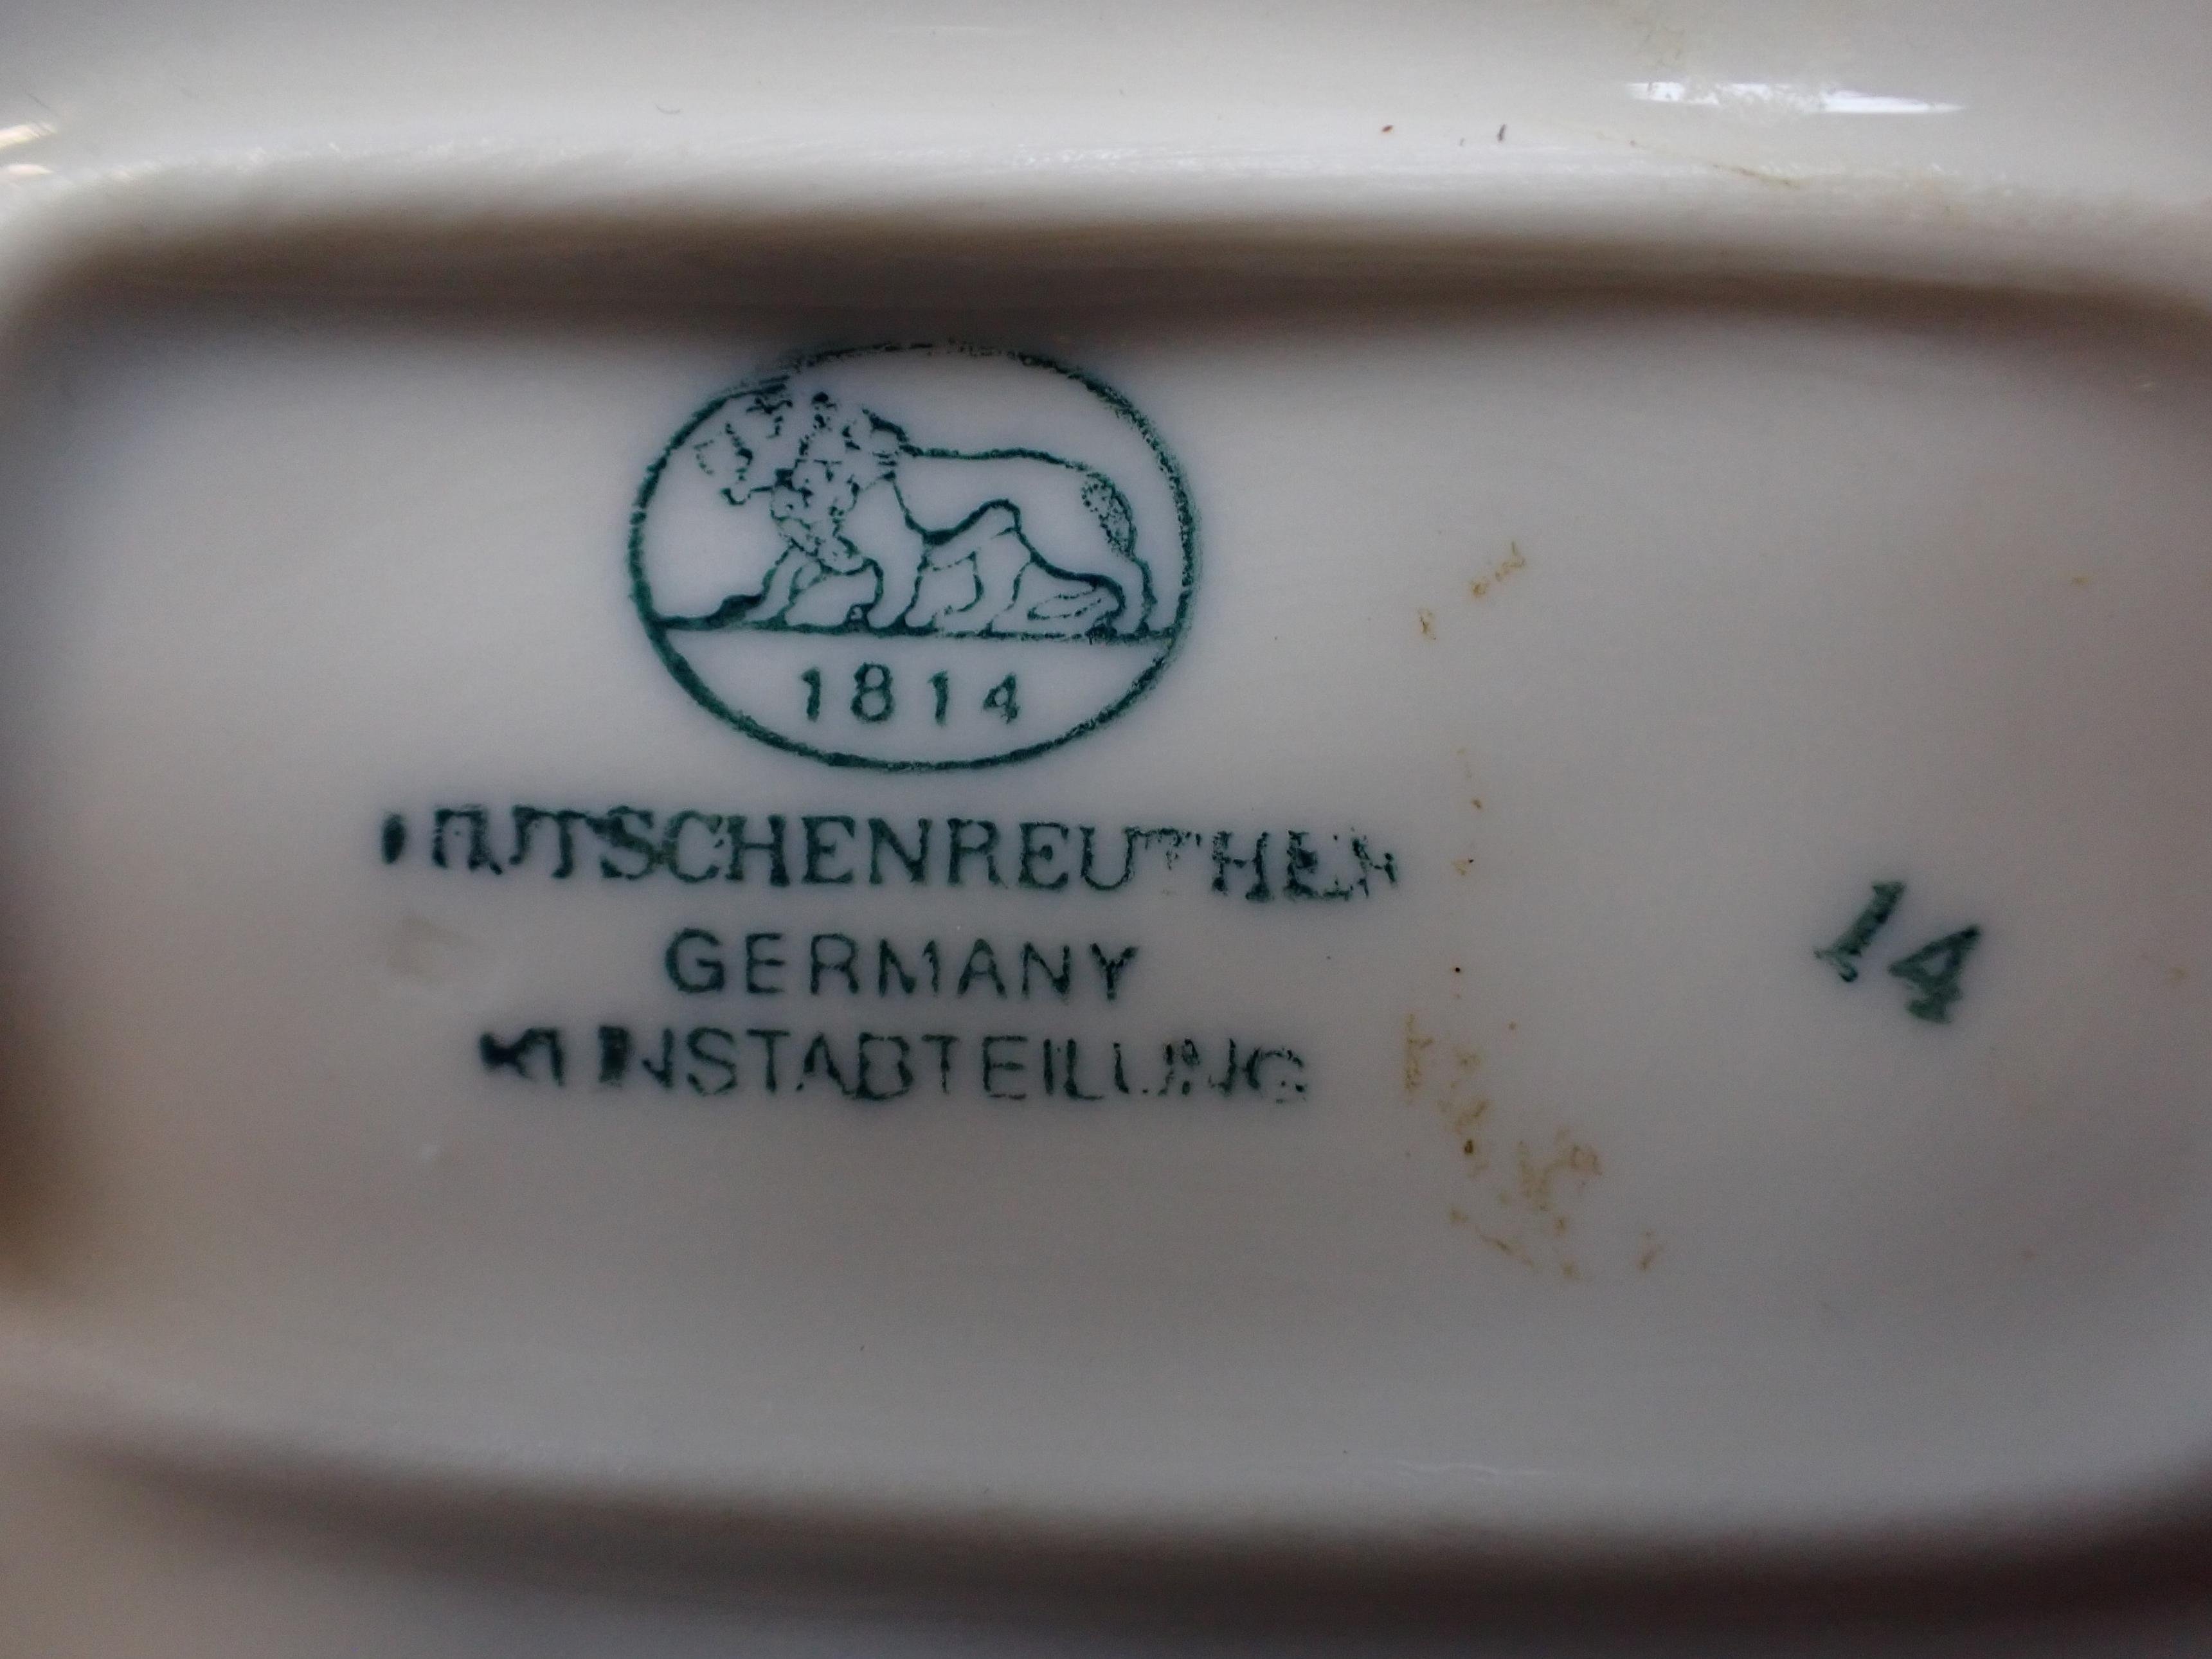 1814
HUTSCHENREUTHER
GERMANY
KUNSTABTEILUNG
14